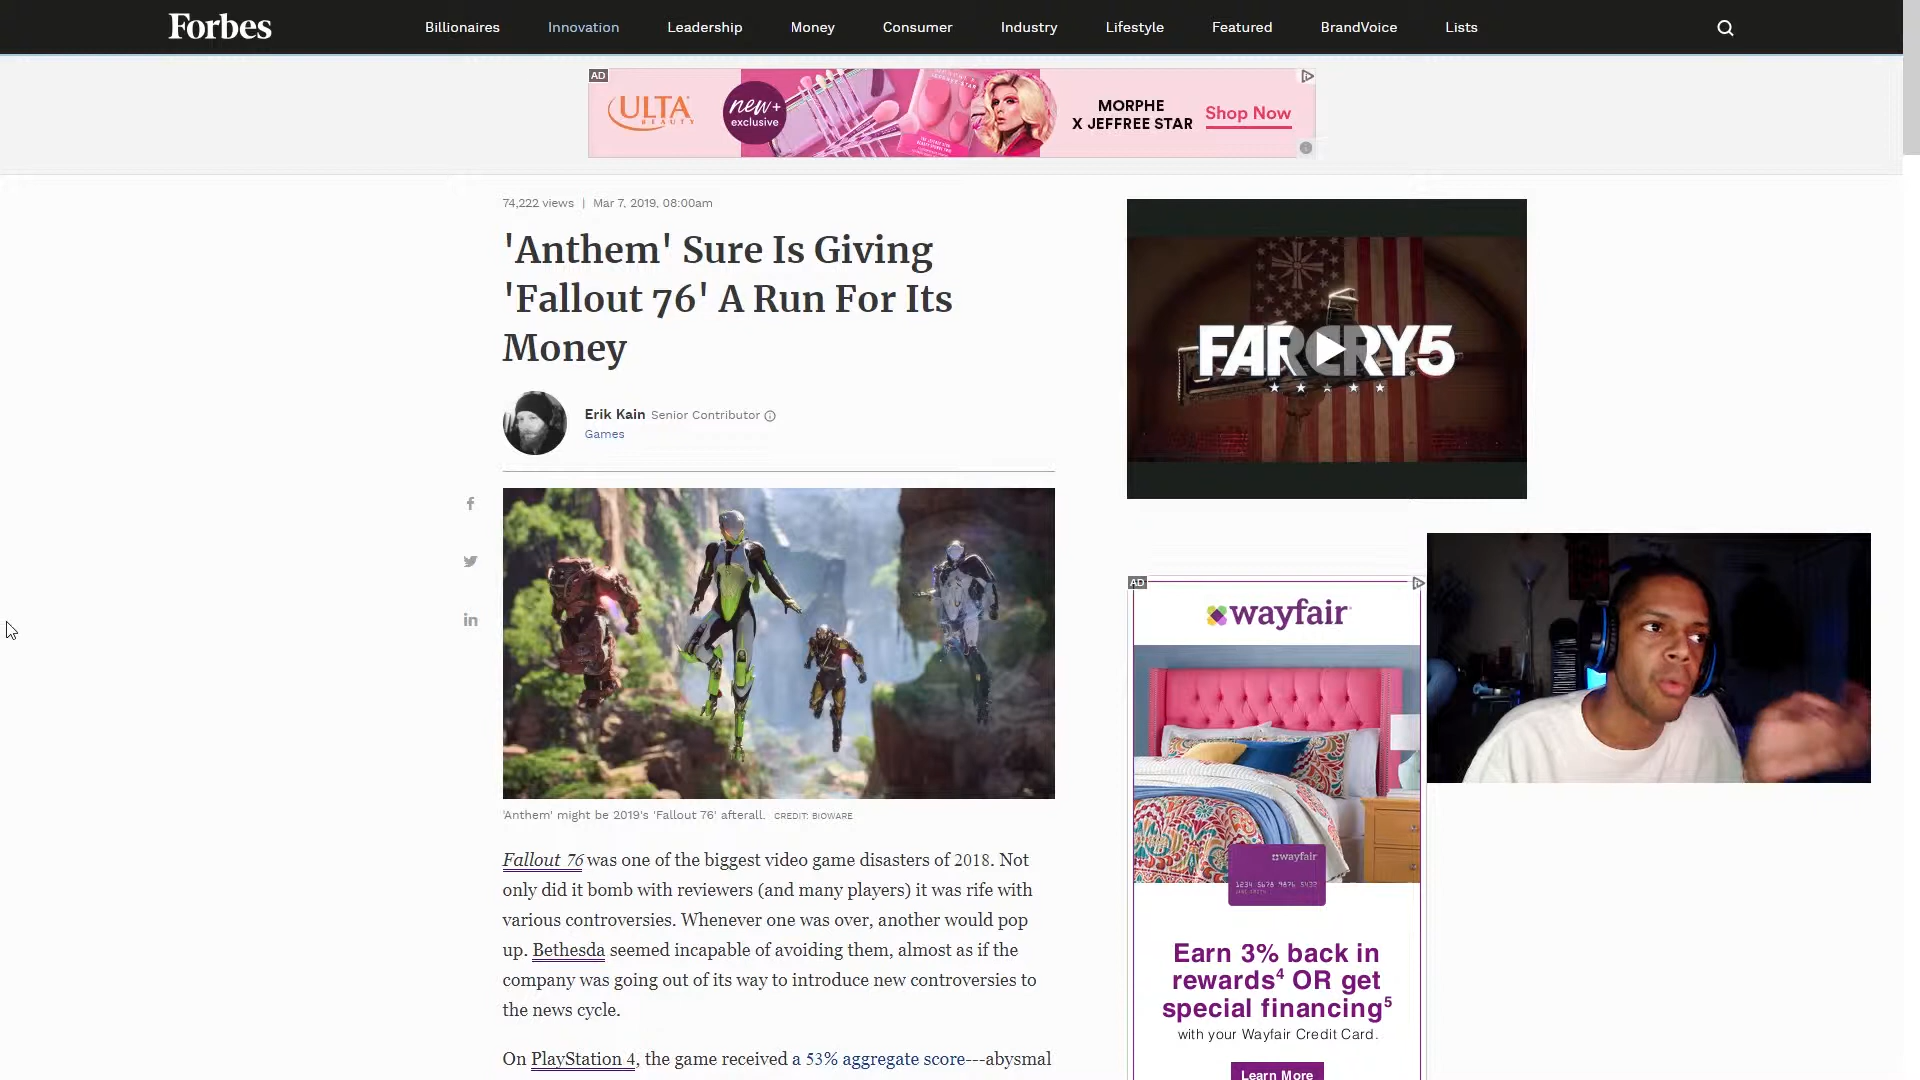 Forbes
Billionaires Innovation Leadership Money Consumer Industry Lifestyle Featured BrandVoice Lists
AD
ULTA
BEAUTY
new+
exclusive
MORPHE
X JEFFREE STAR
Shop Now
74,222 views | Mar 7, 2019, 08:00am
'Anthem' Sure Is Giving
'Fallout 76' A Run For Its
Money
Erik Kain Senior Contributor
Games
'Anthem' might be 2019's 'Fallout 76' afterall. CREDIT: BIOWARE
Fallout 76 was one of the biggest video game disasters of 2018. Not
only did it bomb with reviewers (and many players) it was rife with
various controversies. Whenever one was over, another would pop
up. Bethesda seemed incapable of avoiding them, almost as if the
company was going out of its way to introduce new controversies to
the news cycle.
On PlayStation 4, the game received a 53% aggregate score---abysmal
FARCRY5
AD
wayfair
wayfair
1234 5678 9876 5432
Earn 3% back in
rewards4 OR get
special financing5
with your Wayfair Credit Card.
Learn More